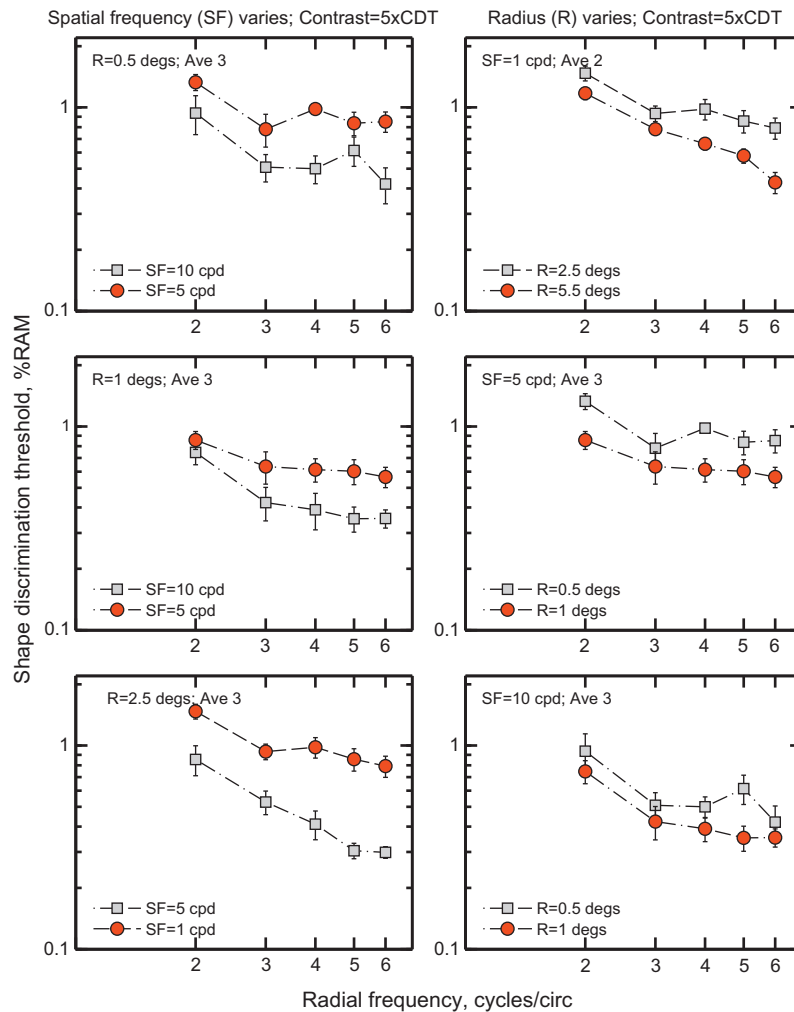 Spatial frequency (SF) varies; Contrast=5xCDT
Radius (R) varies; Contrast=5xCDT
Shape discrimination threshold, %RAM
R=0.5 degs; Ave 3
1
0.1
SF=10 cpd
SF=5 cpd
2 3 4 5 6
SF=1 cpd; Ave 2
1
0.1
R=2.5 degs
R=5.5 degs
2 3 4 5 6
R=1 degs; Ave 3
1
0.1
SF=10 cpd
SF=5 cpd
2 3 4 5 6
SF=5 cpd; Ave 3
1
0.1
R=0.5 degs
R=1 degs
2 3 4 5 6
R=2.5 degs; Ave 3
1
0.1
SF=5 cpd
SF=1 cpd
2 3 4 5 6
SF=10 cpd; Ave 3
1
0.1
R=0.5 degs
R=1 degs
2 3 4 5 6
Radial frequency, cycles/circ